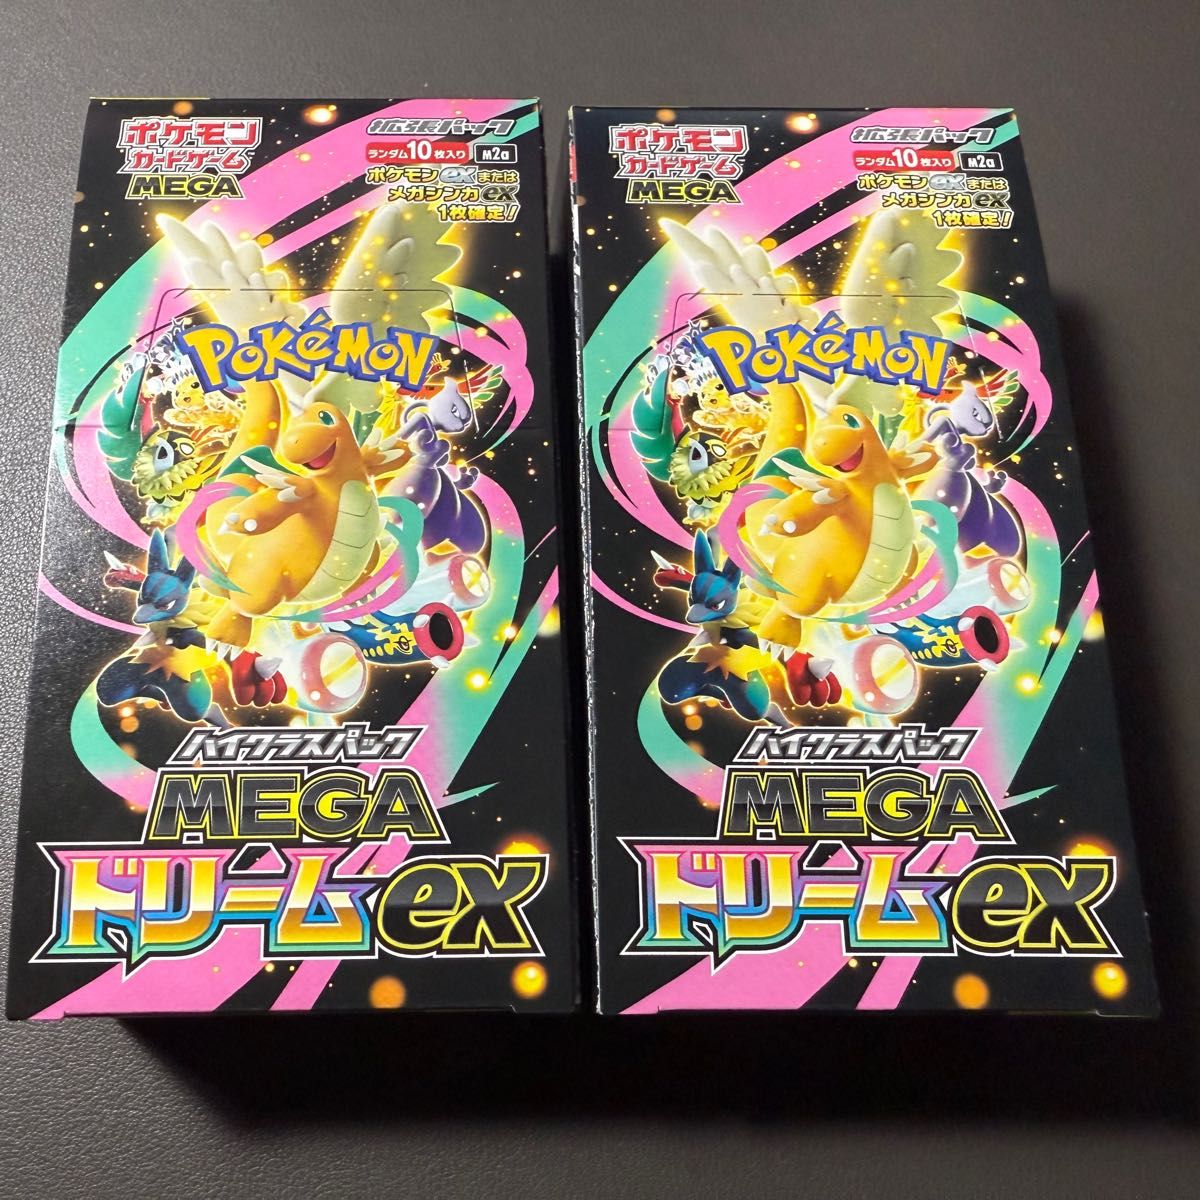 ポケモン
カードゲーム
MEGA
拡張パック
ランダム10枚入り M2a
ポケモンexまたは
メガシンカex
1枚確定!
POKéMON
ハイクラスパック
MEGA
ドリームex
ポケモン
カードゲーム
MEGA
拡張パック
ランダム10枚入り M2a
ポケモンexまたは
メガシンカex
1枚確定!
POKéMON
ハイクラスパック
MEGA
ドリームex